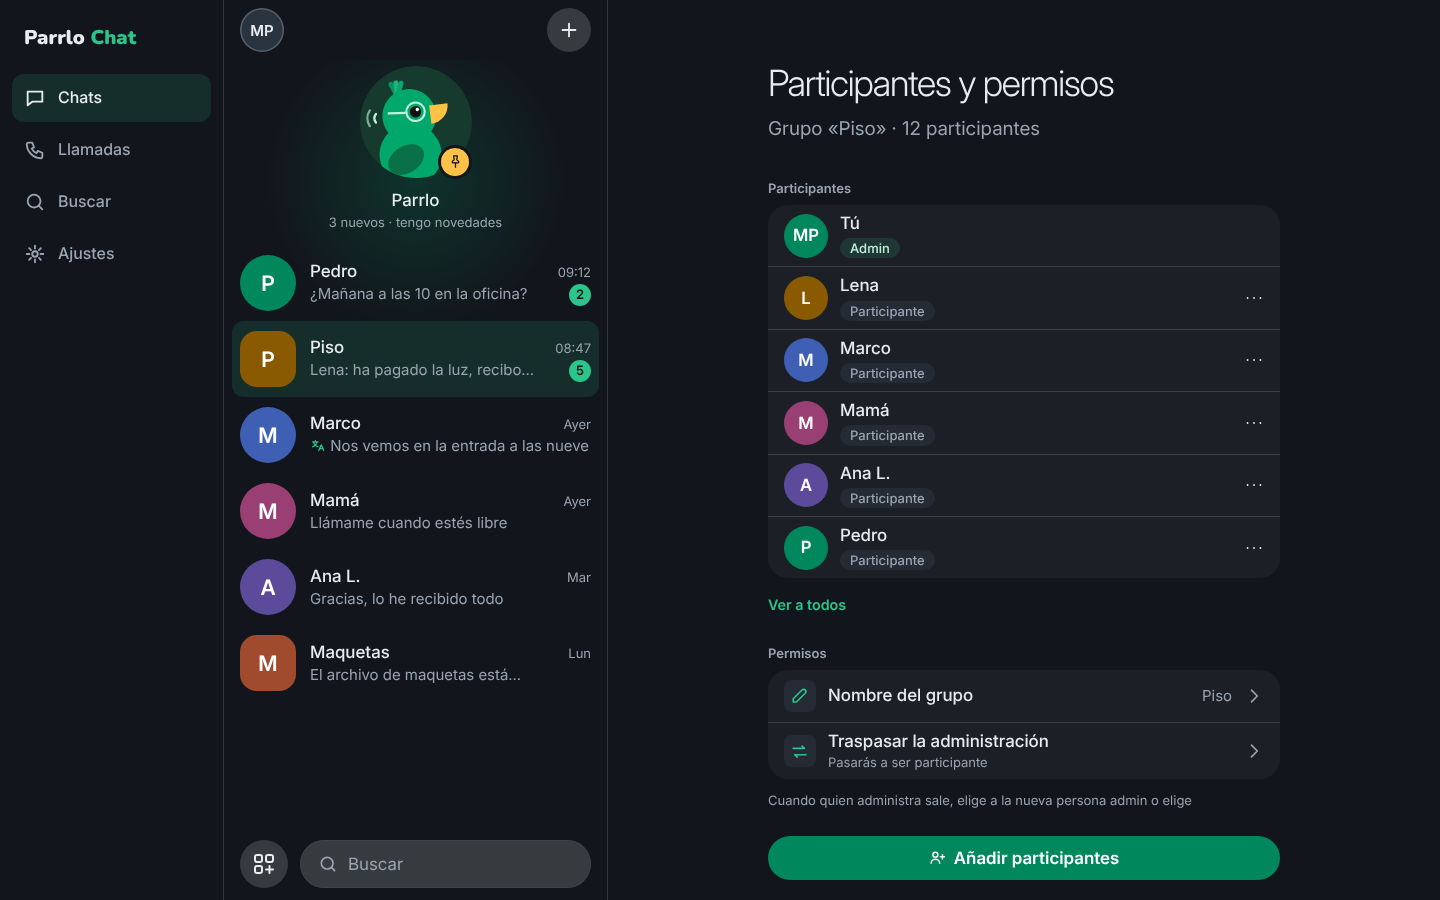 Parrlo Chat
Chats
Llamadas
Buscar
Ajustes
MP
Parrlo
3 nuevos · tengo novedades
P
Pedro
09:12
¿Mañana a las 10 en la oficina?
2
P
Piso
08:47
Lena: ha pagado la luz, recibo...
5
M
Marco
Ayer
Nos vemos en la entrada a las nueve
M
Mamá
Ayer
Llámame cuando estés libre
A
Ana L.
Mar
Gracias, lo he recibido todo
M
Maquetas
Lun
El archivo de maquetas está...
Buscar
Participantes y permisos
Grupo «Piso» · 12 participantes
Participantes
MP
Tú
Admin
L
Lena
Participante
M
Marco
Participante
M
Mamá
Participante
A
Ana L.
Participante
P
Pedro
Participante
Ver a todos
Permisos
Nombre del grupo
Piso
Traspasar la administración
Pasarás a ser participante
Cuando quien administra sale, elige a la nueva persona admin o elige
Añadir participantes